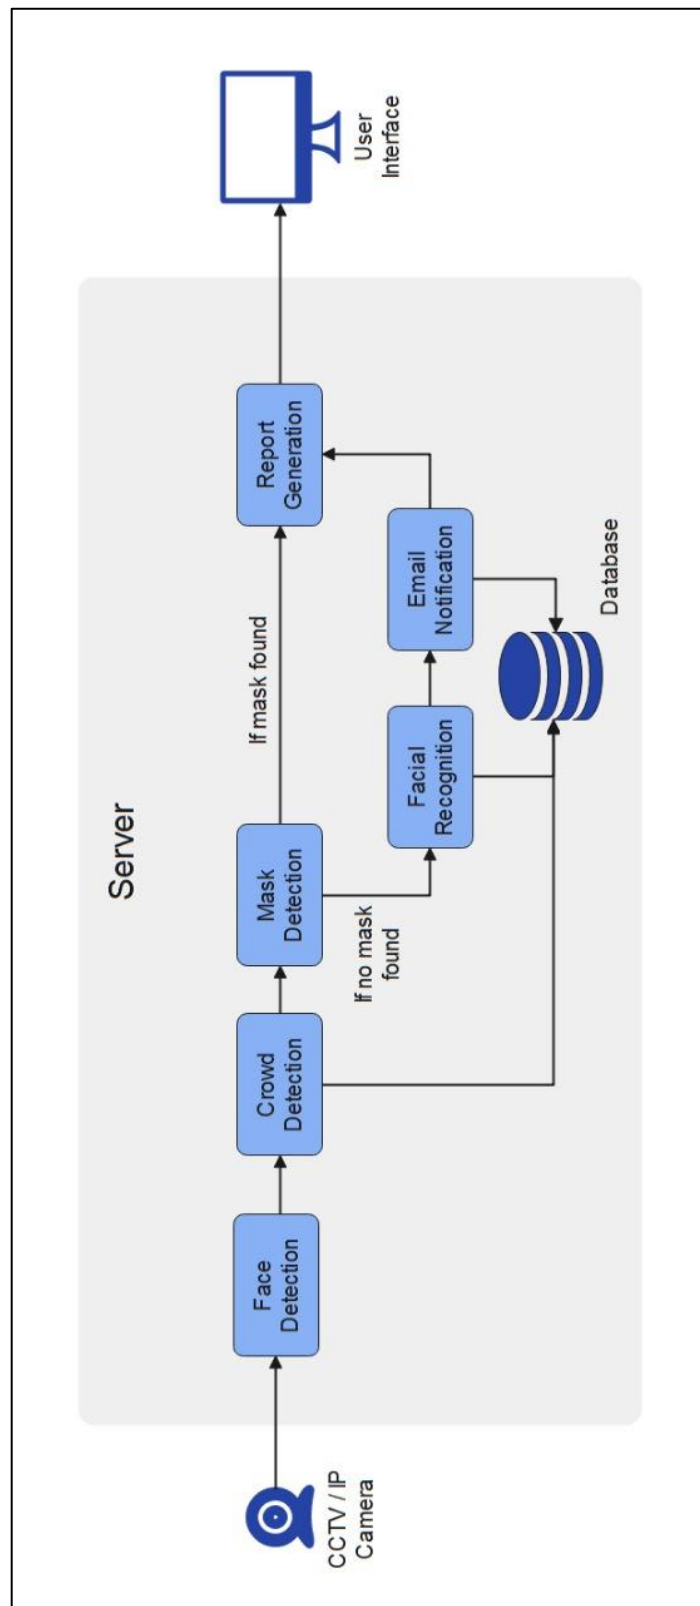 Server
CCTV / IP
Camera
Face
Detection
Crowd
Detection
Mask
Detection
If mask found
If no mask
found
Facial
Recognition
Email
Notification
Report
Generation
Database
User
Interface